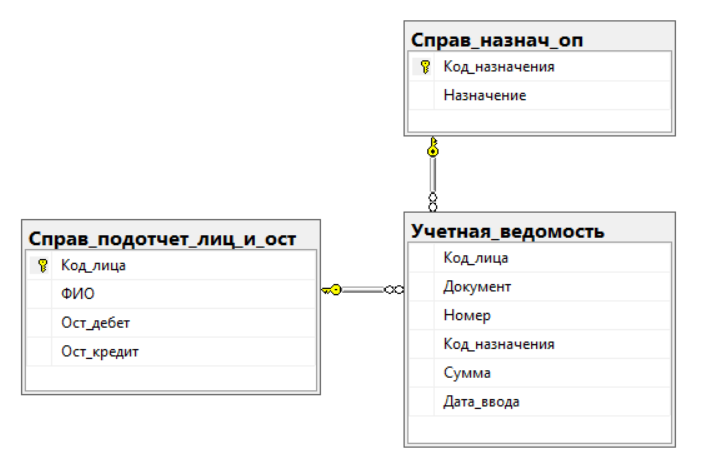 Справ_назнач_оп
Код_назначения
Назначение
Справ_подотчет_лиц_и_ост
Код_лица
ФИО
Ост_дебет
Ост_кредит
Учетная_ведомость
Код_лица
Документ
Номер
Код_назначения
Сумма
Дата_ввода